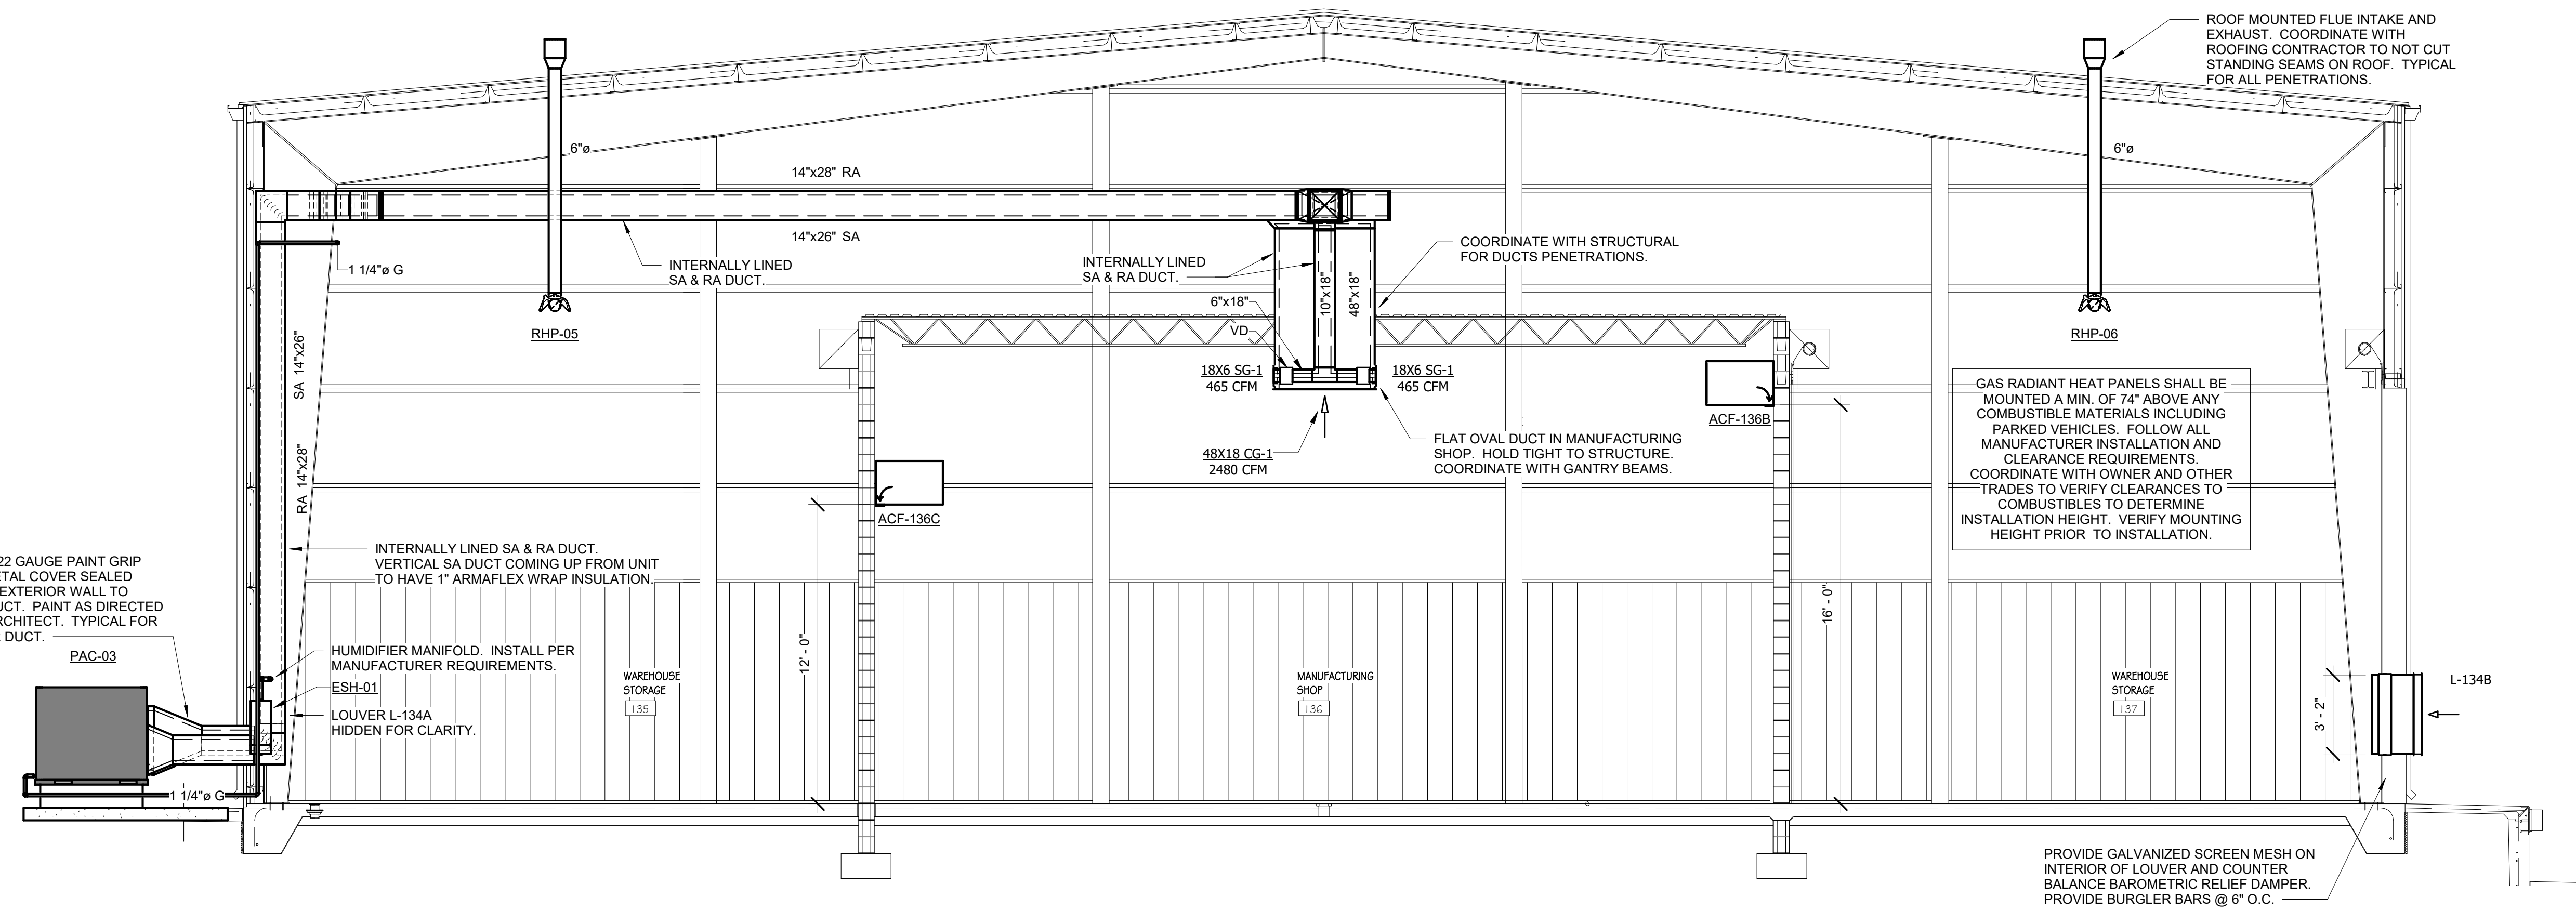 ROOF MOUNTED FLUE INTAKE AND
EXHAUST. COORDINATE WITH
ROOFING CONTRACTOR TO NOT CUT
STANDING SEAMS ON ROOF. TYPICAL
FOR ALL PENETRATIONS.
6"ø
6"ø
14"x28" RA
14"x26" SA
1 1/4"ø G
INTERNALLY LINED
SA & RA DUCT.
INTERNALLY LINED
SA & RA DUCT.
COORDINATE WITH STRUCTURAL
FOR DUCTS PENETRATIONS.
10"x18"
48"x18"
6"x18"
VD
RHP-05
RHP-06
18X6 SG-1
465 CFM
18X6 SG-1
465 CFM
SA 14"x26"
RA 14"x28"
ACF-136B
ACF-136C
48X18 CG-1
2480 CFM
FLAT OVAL DUCT IN MANUFACTURING
SHOP. HOLD TIGHT TO STRUCTURE.
COORDINATE WITH GANTRY BEAMS.
GAS RADIANT HEAT PANELS SHALL BE
MOUNTED A MIN. OF 74" ABOVE ANY
COMBUSTIBLE MATERIALS INCLUDING
PARKED VEHICLES. FOLLOW ALL
MANUFACTURER INSTALLATION AND
CLEARANCE REQUIREMENTS.
COORDINATE WITH OWNER AND OTHER
TRADES TO VERIFY CLEARANCES TO
COMBUSTIBLES TO DETERMINE
INSTALLATION HEIGHT. VERIFY MOUNTING
HEIGHT PRIOR TO INSTALLATION.
INTERNALLY LINED SA & RA DUCT.
VERTICAL SA DUCT COMING UP FROM UNIT
TO HAVE 1" ARMAFLEX WRAP INSULATION.
22 GAUGE PAINT GRIP
ETAL COVER SEALED
EXTERIOR WALL TO
UCT. PAINT AS DIRECTED
RCHITECT. TYPICAL FOR
DUCT.
PAC-03
HUMIDIFIER MANIFOLD. INSTALL PER
MANUFACTURER REQUIREMENTS.
ESH-01
LOUVER L-134A
HIDDEN FOR CLARITY.
12' - 0"
16' - 0"
WAREHOUSE
STORAGE
135
MANUFACTURING
SHOP
136
WAREHOUSE
STORAGE
137
3' - 2"
L-134B
1 1/4"ø G
PROVIDE GALVANIZED SCREEN MESH ON
INTERIOR OF LOUVER AND COUNTER
BALANCE BAROMETRIC RELIEF DAMPER.
PROVIDE BURGLER BARS @ 6" O.C.